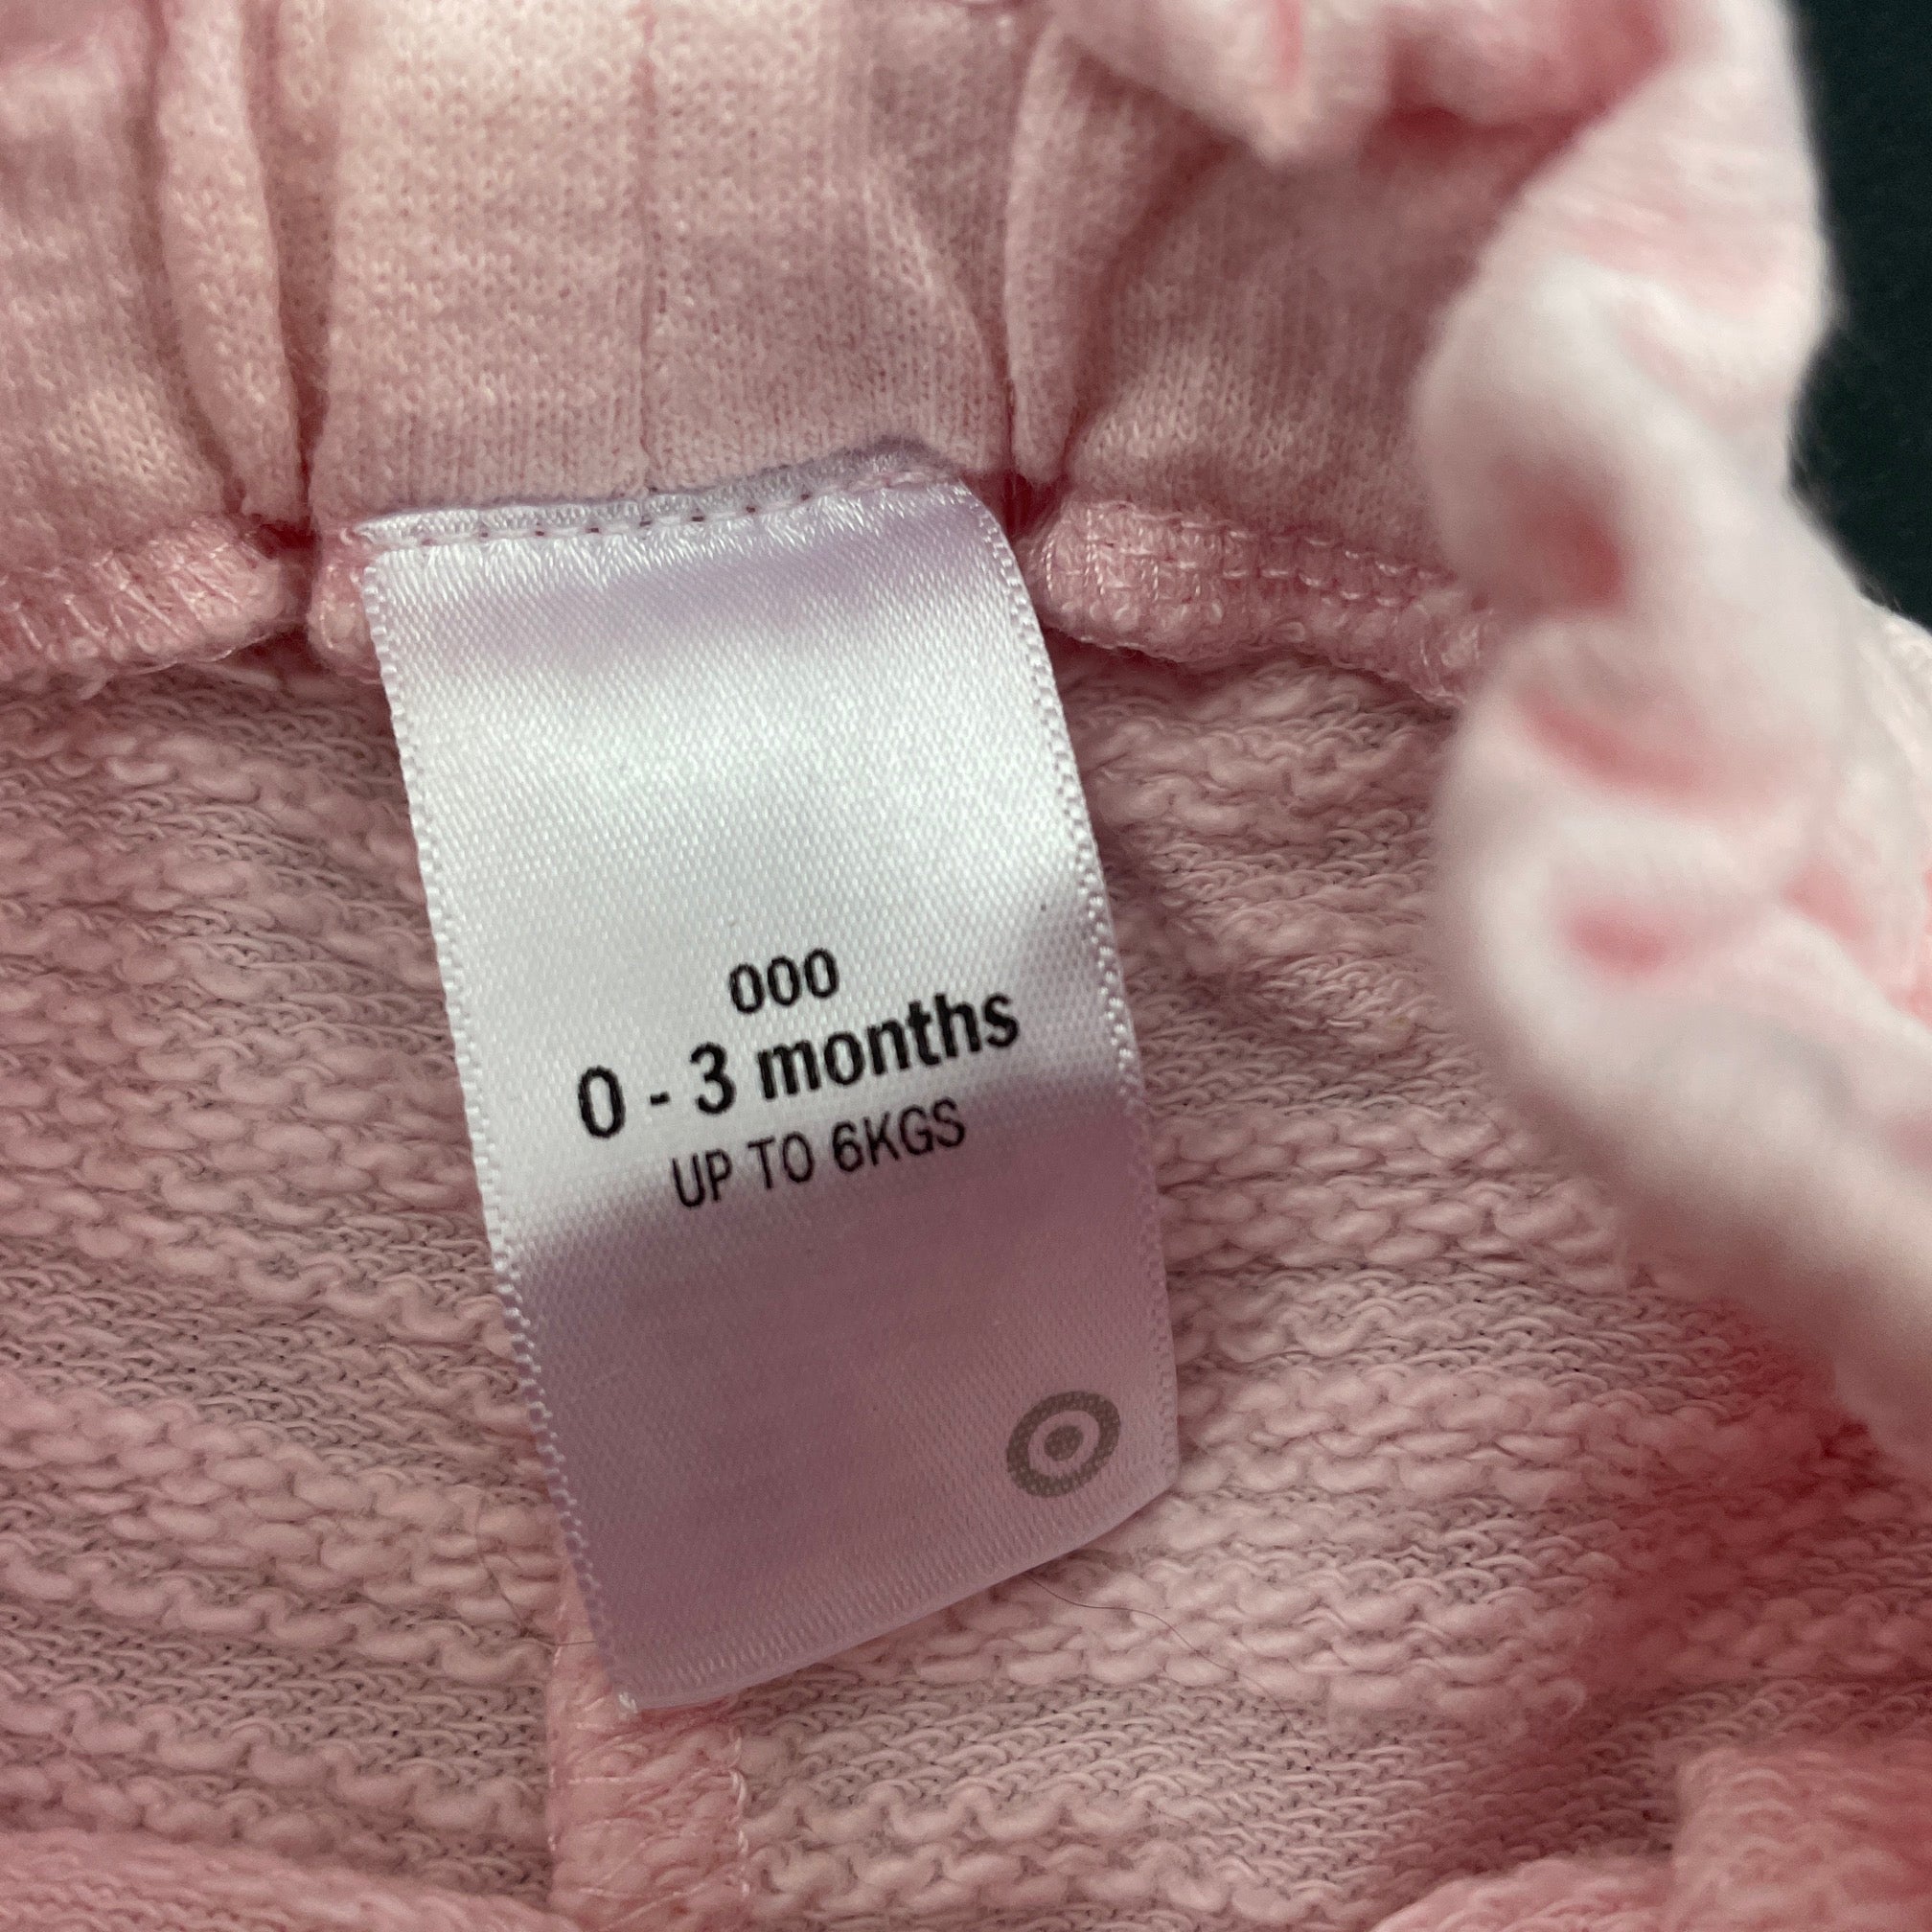 000
0 - 3 months
UP TO 6KGS